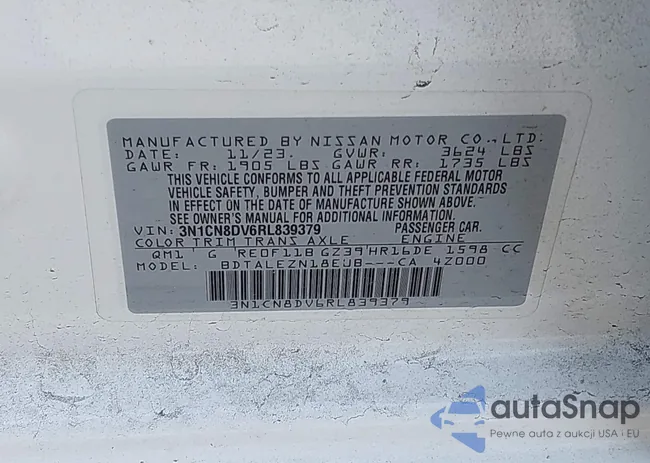 MANUFACTURED BY NISSAN MOTOR CO., LTD.
DATE: 11/23. GVWR: 3624 LBS
GAWR FR: 1905 LBS GAWR RR: 1735 LBS
THIS VEHICLE CONFORMS TO ALL APPLICABLE FEDERAL MOTOR
VEHICLE SAFETY, BUMPER AND THEFT PREVENTION STANDARDS
IN EFFECT ON THE DATE OF MANUFACTURE SHOWN ABOVE.
SEE OWNER'S MANUAL FOR ADDITIONAL INFORMATION.
VIN: 3N1CN8DV6RL839379 PASSENGER CAR.
COLOR TRIM TRANS AXLE ENGINE
QM1 G RE0F11B GZ39 HR16DE 1598 CC
BDTALEZN18EUB---CA 4Z000
3N1CN8DV6RL839379
autoSnap
Pewne auta z aukcji USA i EU